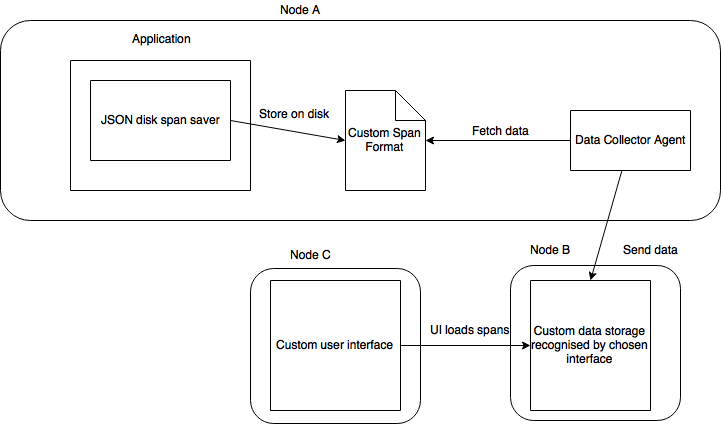 Node A
Application
JSON disk span saver
Store on disk
Custom Span
Format
Fetch data
Data Collector Agent
Node C
Node B
Send data
Custom user interface
UI loads spans
Custom data storage
recognised by chosen
interface